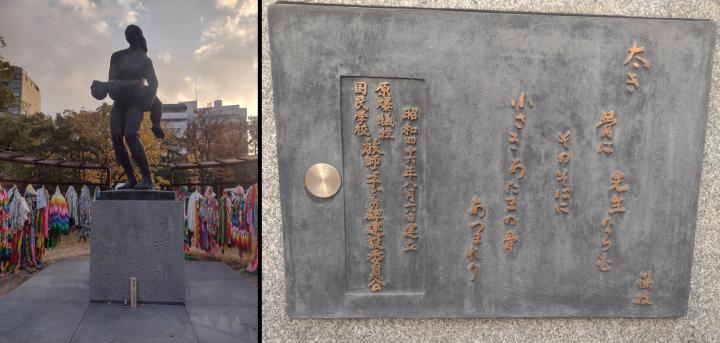 太き
骨は 先生ならむ
そのそばに
小さきあたまの骨
あつまれり
篠枝
昭和四十六年八月六日建立
原爆犠牲
国民学校
教師と子どもの碑建設委員会